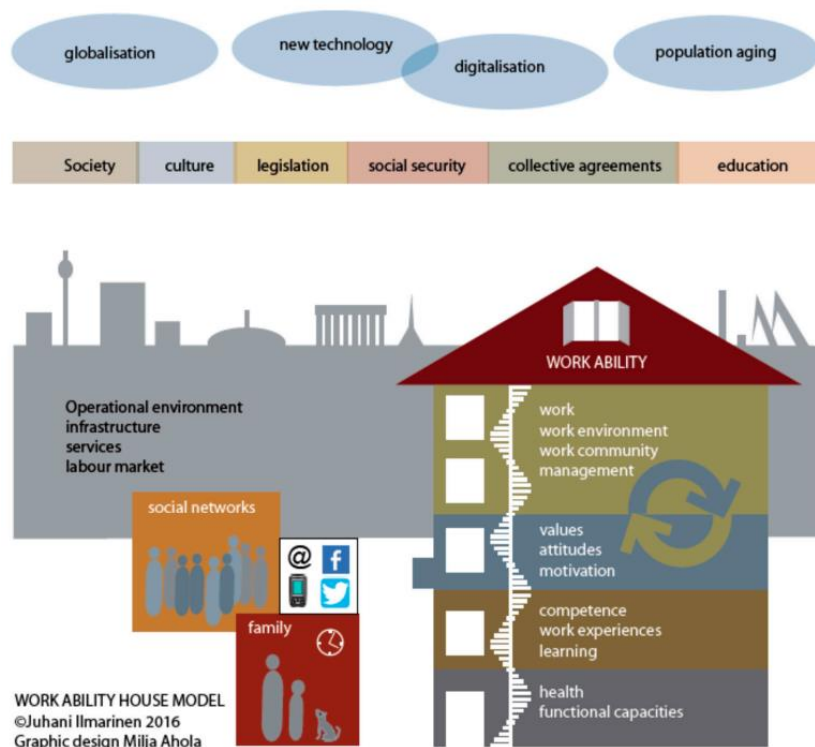 globalisation
new technology
digitalisation
population aging
Society
culture
legislation
social security
collective agreements
education
WORK ABILITY
Operational environment
infrastructure
services
labour market
work
work environment
work community
management
social networks
@
f
values
attitudes
motivation
family
competence
work experiences
learning
health
functional capacities
WORK ABILITY HOUSE MODEL
©Juhani Ilmarinen 2016
Graphic design Milja Ahola